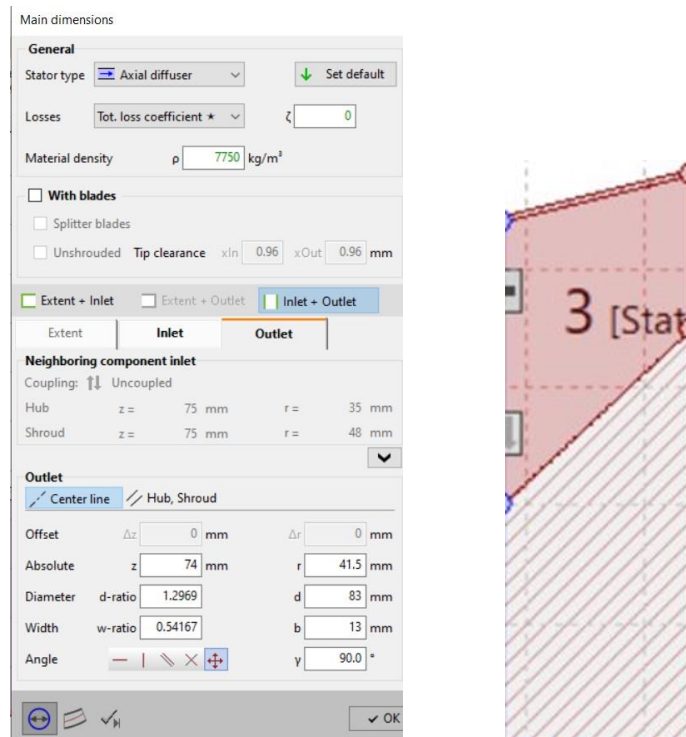 Main dimensions
General
Stator type Axial diffuser Set default
Losses Tot. loss coefficient ★ ζ 0
Material density ρ 7750 kg/m³
With blades
Splitter blades
Unshrouded Tip clearance xIn 0.96 xOut 0.96 mm
Extent + Inlet Extent + Outlet Inlet + Outlet
Extent Inlet Outlet
Neighboring component inlet
Coupling: Uncoupled
Hub z = 75 mm r = 35 mm
Shroud z = 75 mm r = 48 mm
Outlet
Center line Hub, Shroud
Offset Δz 0 mm Δr 0 mm
Absolute z 74 mm r 41.5 mm
Diameter d-ratio 1.2969 d 83 mm
Width w-ratio 0.54167 b 13 mm
Angle γ 90.0 °
OK
3 [Stat